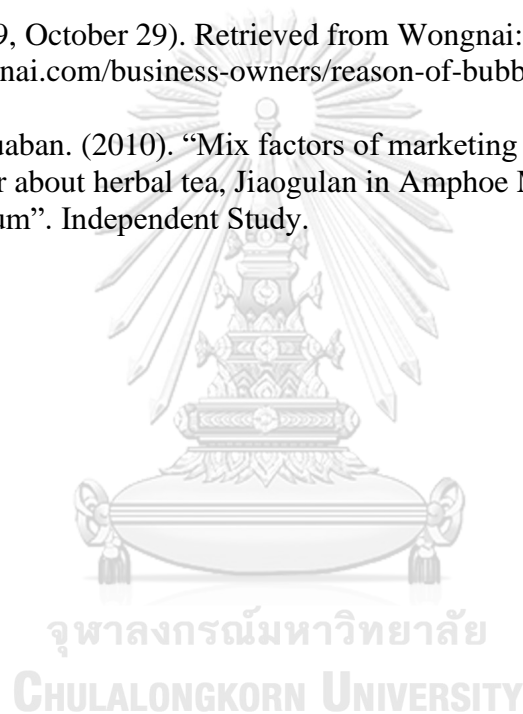 9, October 29). Retrieved from Wongnai:
nai.com/business-owners/reason-of-bubb
uaban. (2010). “Mix factors of marketing
r about herbal tea, Jiaogulan in Amphoe
um”. Independent Study.
จุฬาลงกรณ์มหาวิทยาลัย
CHULALONGKORN UNIVERSITY